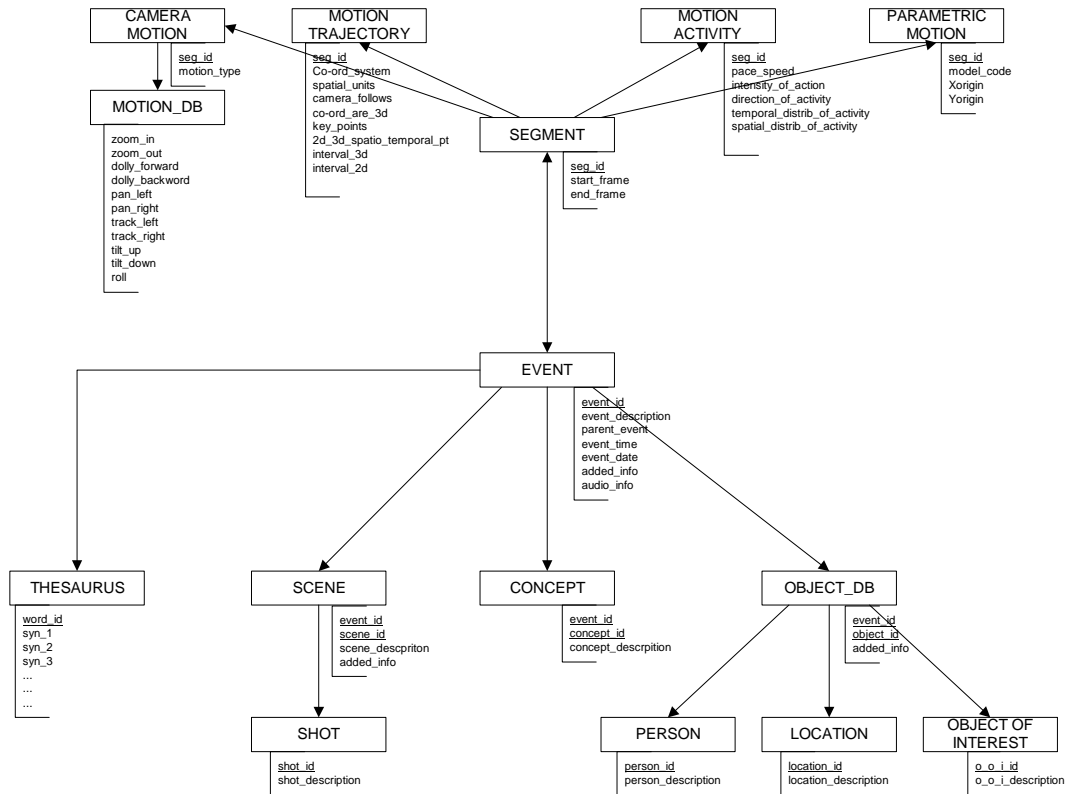 CAMERA
MOTION
seg_id
motion_type
MOTION
TRAJECTORY
seg_id
Co-ord_system
spatial_units
camera_follows
co-ord_are_3d
key_points
2d_3d_spatio_temporal_pt
interval_3d
interval_2d
MOTION
ACTIVITY
seg_id
pace_speed
intensity_of_action
direction_of_activity
temporal_distrib_of_activity
spatial_distrib_of_activity
PARAMETRIC
MOTION
seg_id
model_code
Xorigin
Yorigin
MOTION_DB
zoom_in
zoom_out
dolly_forward
dolly_backword
pan_left
pan_right
track_left
track_right
tilt_up
tilt_down
roll
SEGMENT
seg_id
start_frame
end_frame
EVENT
event_id
event_description
parent_event
event_time
event_date
added_info
audio_info
THESAURUS
word_id
syn_1
syn_2
syn_3
...
...
...
SCENE
event_id
scene_id
scene_descpriton
added_info
CONCEPT
event_id
concept_id
concept_descrpition
OBJECT_DB
event_id
object_id
added_info
SHOT
shot_id
shot_description
PERSON
person_id
person_description
LOCATION
location_id
location_description
OBJECT OF
INTEREST
o_o_i_id
o_o_i_description